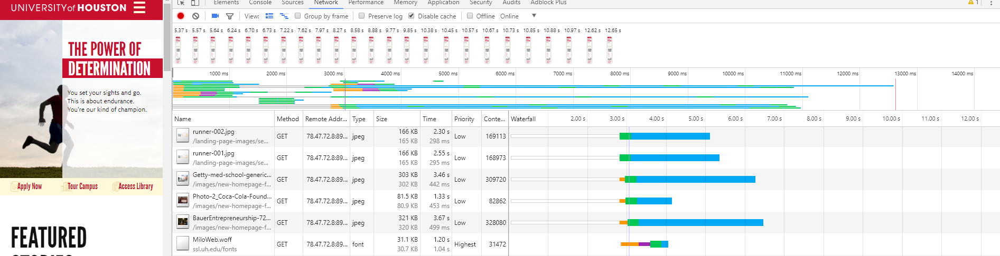 UNIVERSITY of HOUSTON
THE POWER OF
DETERMINATION
You set your sights and go.
This is about endurance.
You're our kind of champion.
Apply Now
Tour Campus
Access Library
FEATURED
STORIES
Elements Console Sources Network Performance Memory Application Security Audits Adblock Plus 1
View: Group by frame Preserve log Disable cache Offline Online
5.37 s 5.57 s 5.64 s 6.24 s 6.70 s 6.73 s 7.22 s 7.62 s 7.97 s 8.27 s 8.58 s 8.88 s 9.77 s 9.85 s 10.38 s 10.45 s 10.57 s 10.67 s 10.73 s 10.85 s 10.88 s 10.97 s 12.62 s 12.65 s
1000 ms 2000 ms 3000 ms 4000 ms 5000 ms 6000 ms 7000 ms 8000 ms 9000 ms 10000 ms 11000 ms 12000 ms 13000 ms 14000 ms
Name Method Remote Addr... Type Size Time Priority Conte... Waterfall 2.00 s 3.00 s 4.00 s 5.00 s 6.00 s 7.00 s 8.00 s 9.00 s 10.00 s 11.00 s 12.00 s
runner-002.jpg 166 KB 2.30 s
GET 78.47.72.8:89... jpeg Low 169113
/landing-page-images/se... 165 KB 298 ms
runner-001.jpg 166 KB 2.55 s
GET 78.47.72.8:89... jpeg Low 168973
/landing-page-images/se... 165 KB 295 ms
Getty-med-school-generic... 303 KB 3.46 s
GET 78.47.72.8:89... jpeg Low 309720
/images/new-homepage-f... 302 KB 442 ms
Photo-2_Coca-Cola-Found... 81.5 KB 1.33 s
GET 78.47.72.8:89... jpeg Low 82862
/images/new-homepage-f... 80.9 KB 453 ms
BauerEntrepreneurship-72... 321 KB 3.67 s
GET 78.47.72.8:89... jpeg Low 328080
/images/new-homepage-f... 320 KB 499 ms
MiloWeb.woff 31.1 KB 1.20 s
GET 78.47.72.8:89... font Highest 31472
ssl.uh.edu/fonts 30.7 KB 1.04 s